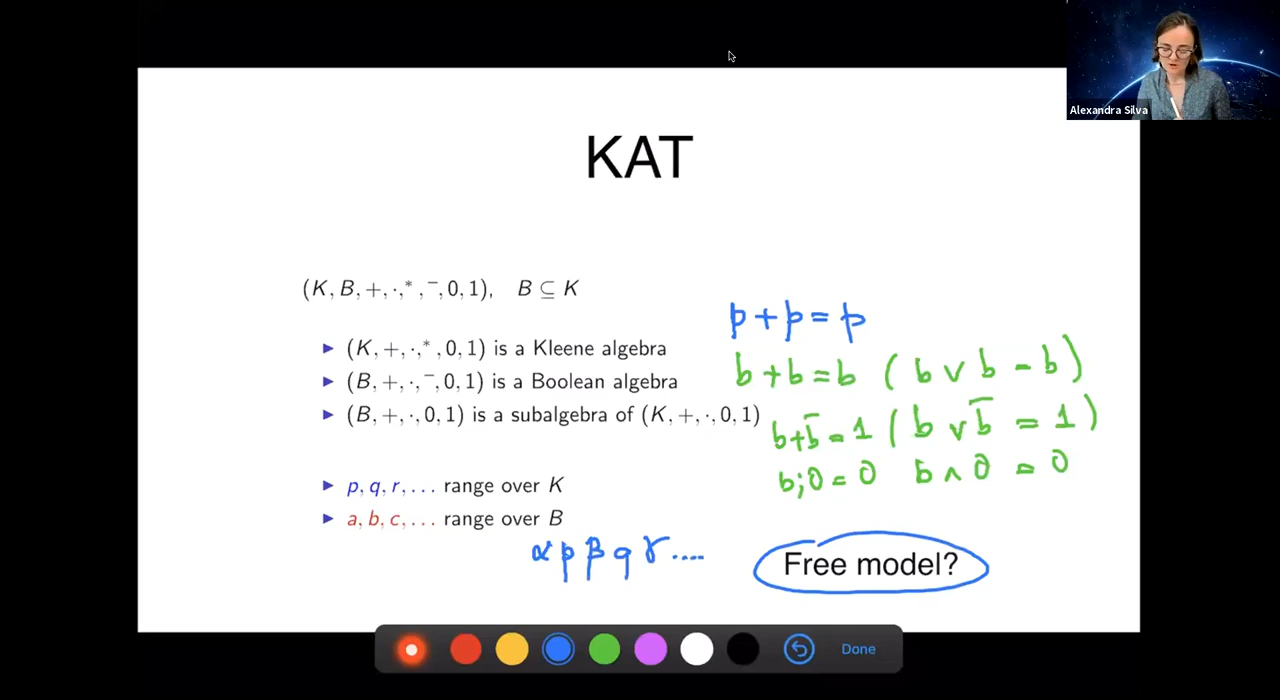 Alexandra Silva
KAT
(K, B, +, ·, *, ¯, 0, 1), B ⊆ K
p + p = p
▶ (K, +, ·, *, 0, 1) is a Kleene algebra
b + b = b ( b ∨ b = b )
▶ (B, +, ·, ¯, 0, 1) is a Boolean algebra
▶ (B, +, ·, 0, 1) is a subalgebra of (K, +, ·, 0, 1)
b + b̄ = 1 ( b ∨ b̄ = 1 )
b ; 0 = 0 b ∧ 0 = 0
▶ p, q, r, . . . range over K
▶ a, b, c, . . . range over B
α p β q γ ....
Free model?
Done